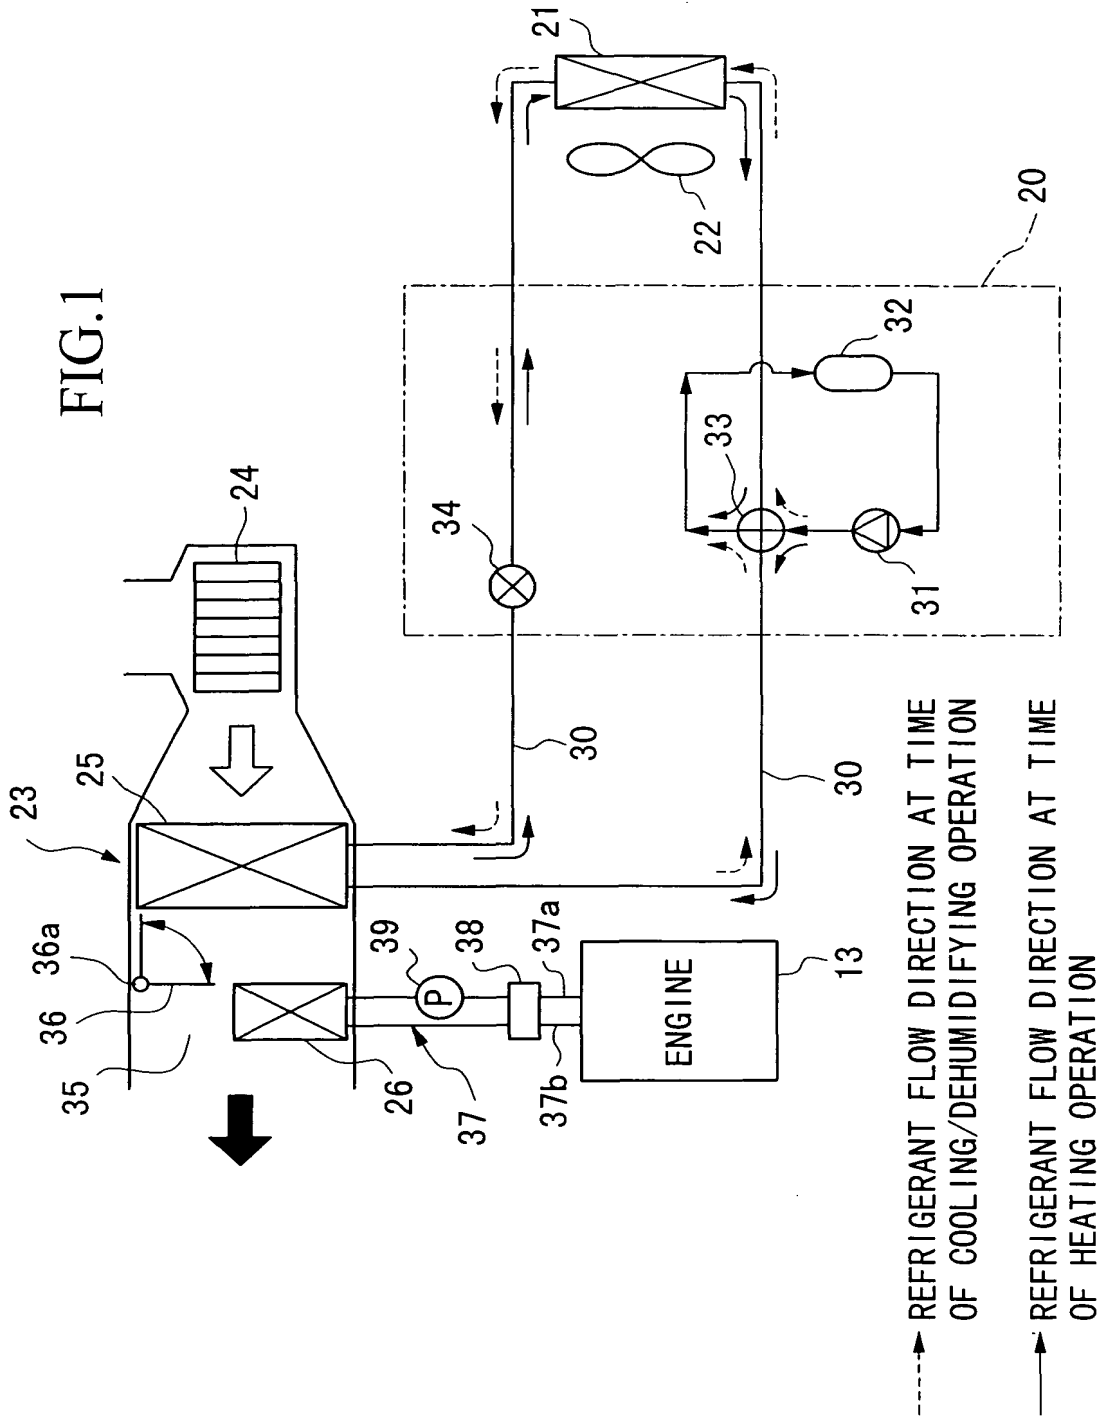 FIG.1
23
25
24
36a
36
35
26
37
39
38
37a
37b
ENGINE
13
34
30
30
33
32
31
20
21
22
REFRIGERANT FLOW DIRECTION AT TIME
OF COOLING/DEHUMIDIFYING OPERATION
REFRIGERANT FLOW DIRECTION AT TIME
OF HEATING OPERATION
P